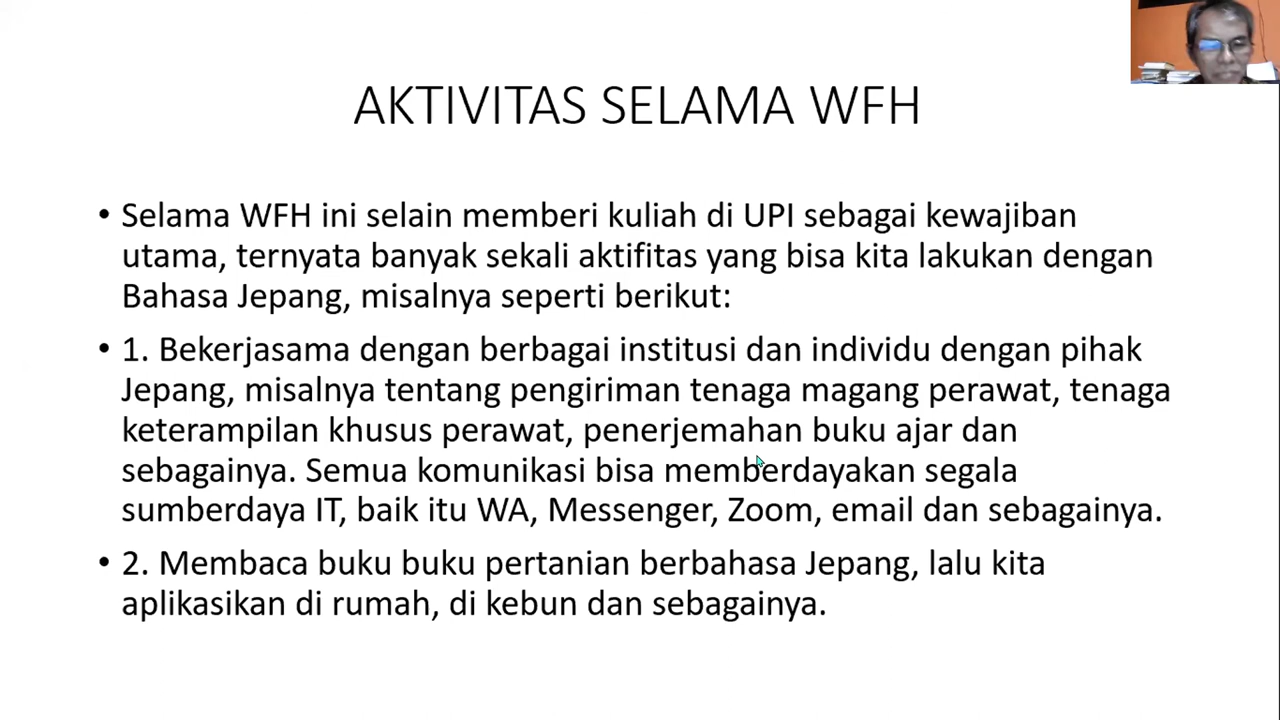 AKTIVITAS SELAMA WFH
• Selama WFH ini selain memberi kuliah di UPI sebagai kewajiban
utama, ternyata banyak sekali aktifitas yang bisa kita lakukan dengan
Bahasa Jepang, misalnya seperti berikut:
• 1. Bekerjasama dengan berbagai institusi dan individu dengan pihak
Jepang, misalnya tentang pengiriman tenaga magang perawat, tenaga
keterampilan khusus perawat, penerjemahan buku ajar dan
sebagainya. Semua komunikasi bisa memberdayakan segala
sumberdaya IT, baik itu WA, Messenger, Zoom, email dan sebagainya.
• 2. Membaca buku buku pertanian berbahasa Jepang, lalu kita
aplikasikan di rumah, di kebun dan sebagainya.